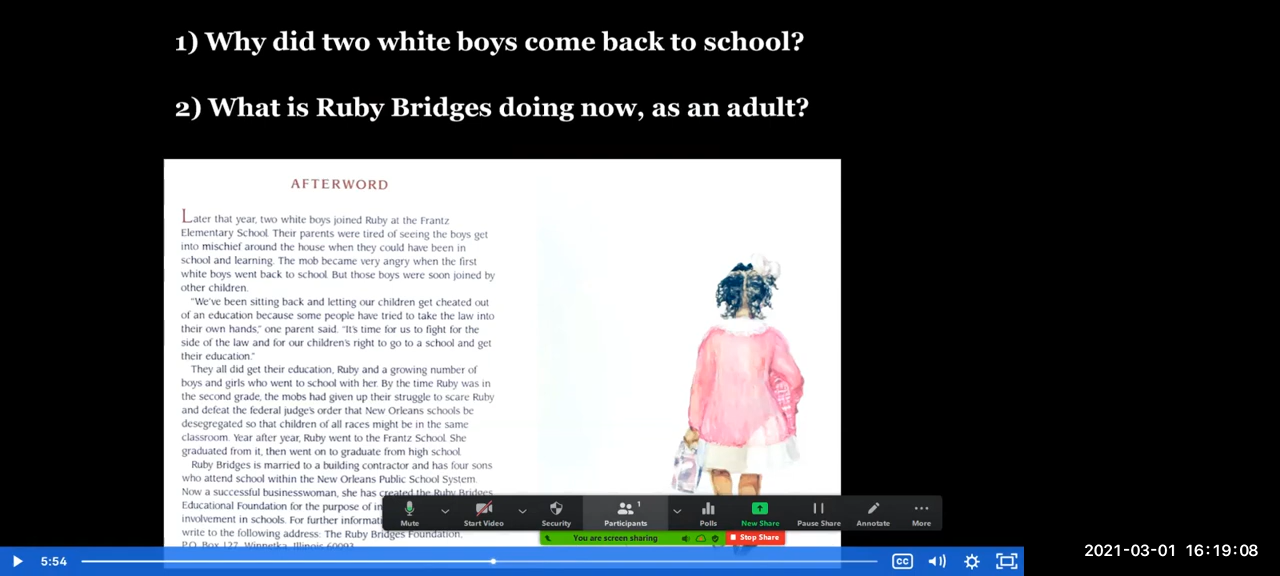 1) Why did two white boys come back to school?
2) What is Ruby Bridges doing now, as an adult?
AFTERWORD
Later that year, two white boys joined Ruby at the Frantz
Elementary School. Their parents were tired of seeing the boys get
into mischief around the house when they could have been in
school and learning. The mob became very angry when the first
white boys went back to school. But those boys were soon joined by
other children.
"We've been sitting back and letting our children get cheated out
of an education because some people have tried to take the law into
their own hands," one parent said. "It's time for us to fight for the
side of the law and for our children's right to go to a school and get
their education."
They all did get their education, Ruby and a growing number of
boys and girls who went to school with her. By the time Ruby was in
the second grade, the mobs had given up their struggle to scare Ruby
and defeat the federal judge's order that New Orleans schools be
desegregated so that children of all races might be in the same
classroom. Year after year, Ruby went to the Frantz School. She
graduated from it, then went on to graduate from high school.
Ruby Bridges is married to a building contractor and has four sons
who attend school within the New Orleans Public School System.
Now a successful businesswoman, she has created the Ruby Bridges
Educational Foundation for the purpose of
involvement in schools. For further
write to the following address: The Ruby Bridges Foundation,
P.O. Box 127, Winnetka, Illinois 60093
Mute
Start Video
Security
1
Participants
Polls
New Share
Pause Share
Annotate
More
You are screen sharing
Stop Share
5:54
CC
2021-03-01 16:19:08